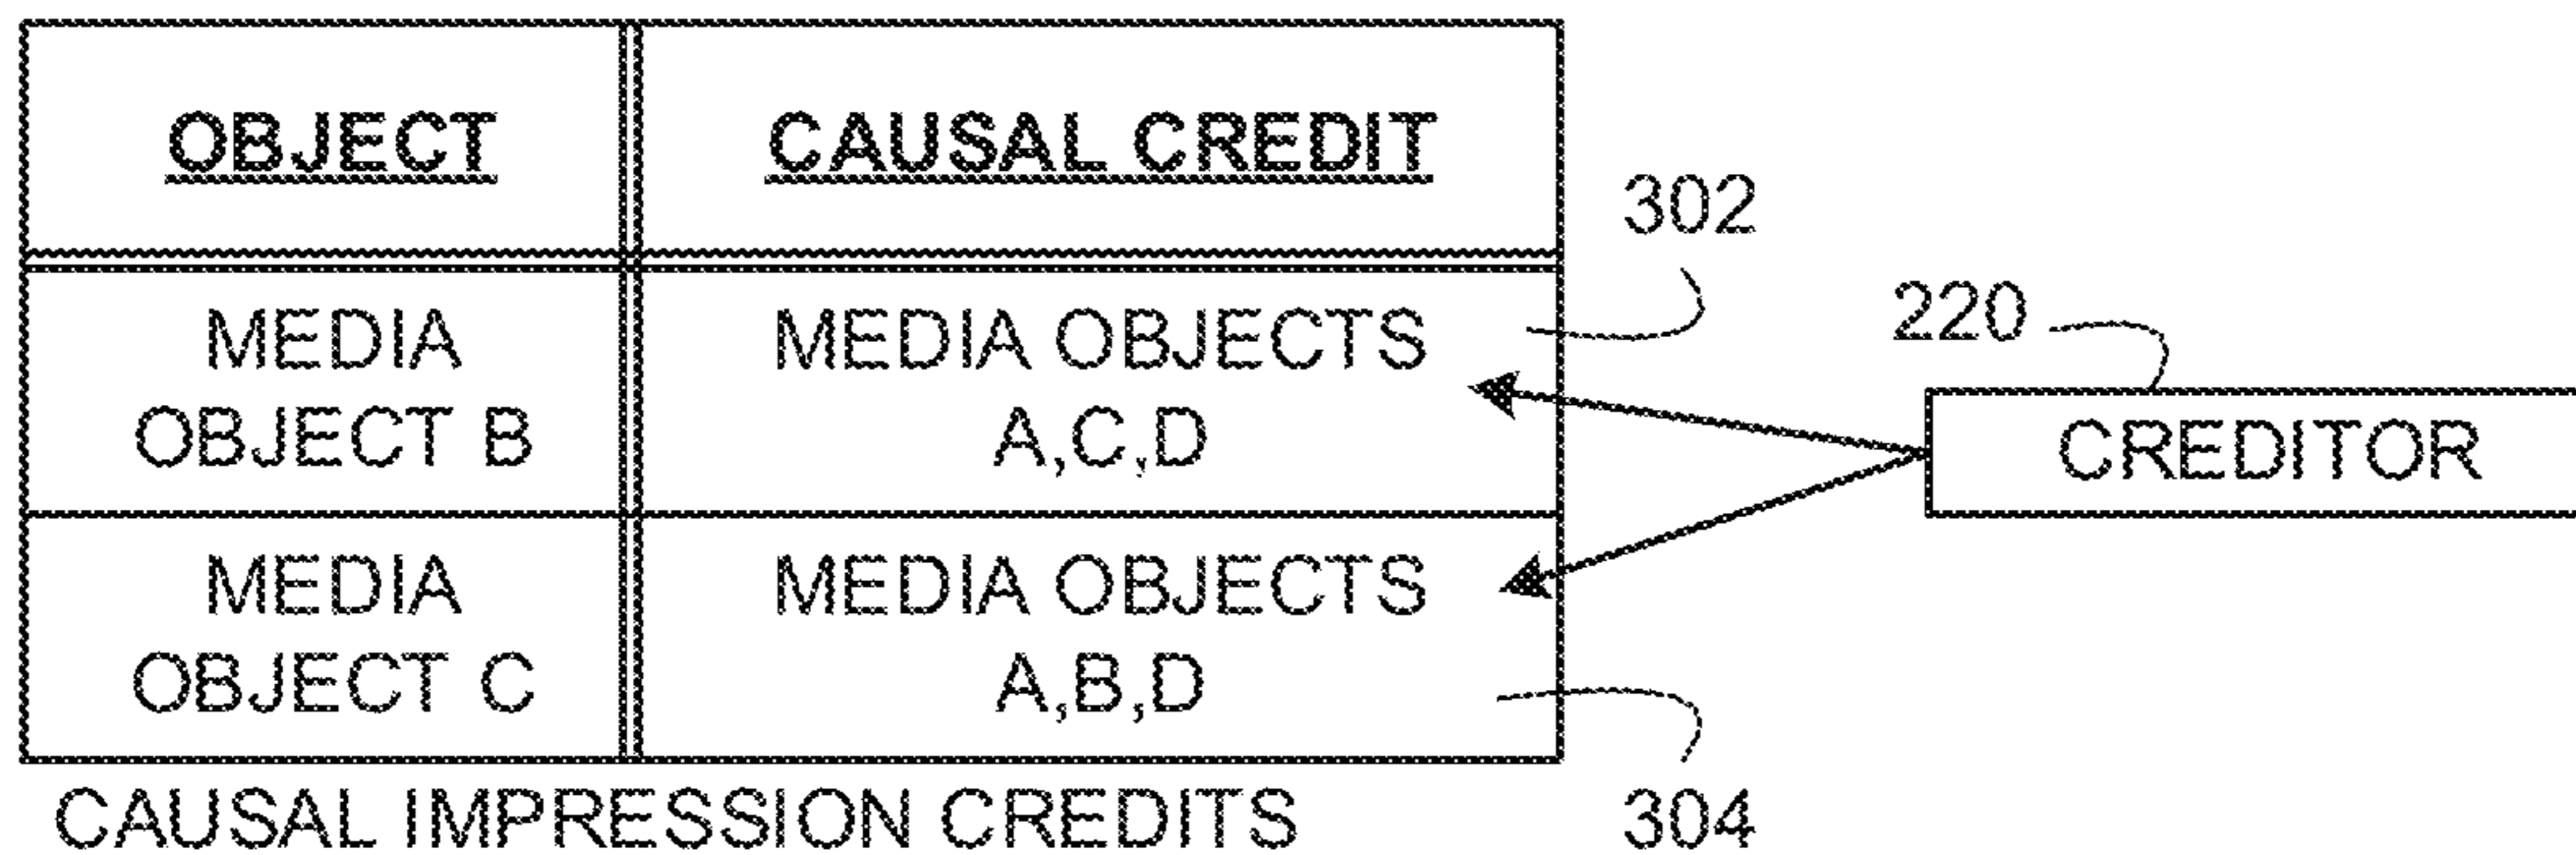 OBJECT
CAUSAL CREDIT
302
MEDIA
OBJECT B
MEDIA OBJECTS
A,C,D
220
CREDITOR
MEDIA
OBJECT C
MEDIA OBJECTS
A,B,D
CAUSAL IMPRESSION CREDITS
304